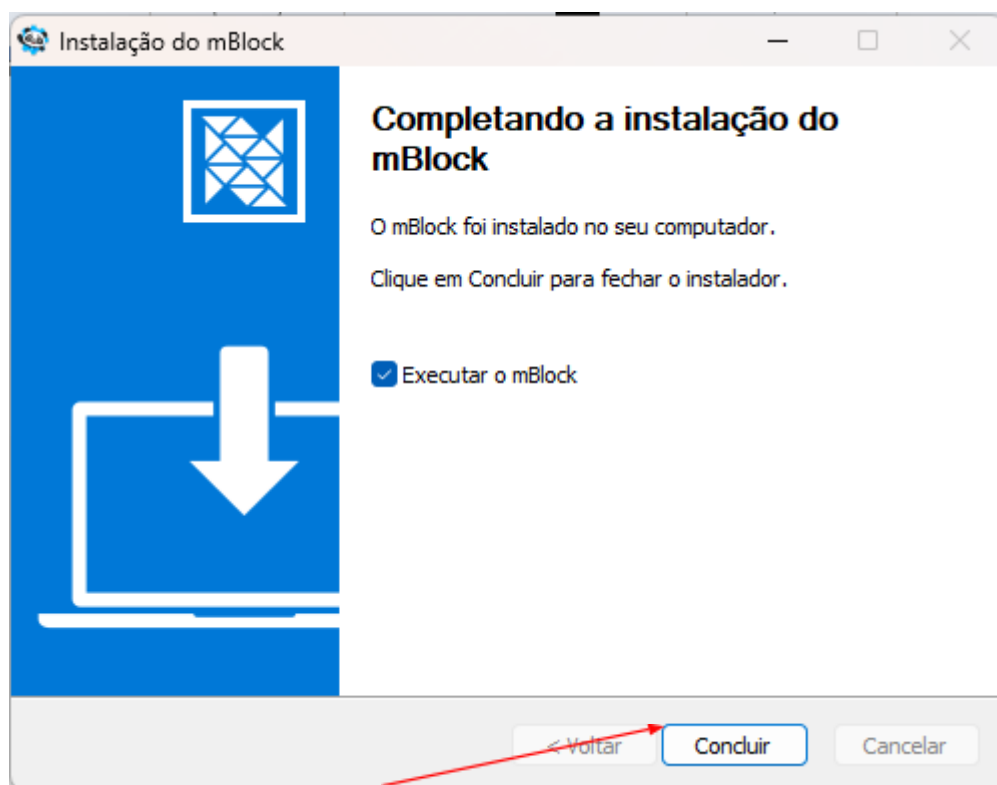 Instalação do mBlock
Completando a instalação do
mBlock
O mBlock foi instalado no seu computador.
Clique em Concluir para fechar o instalador.
Executar o mBlock
< Voltar
Concluir
Cancelar